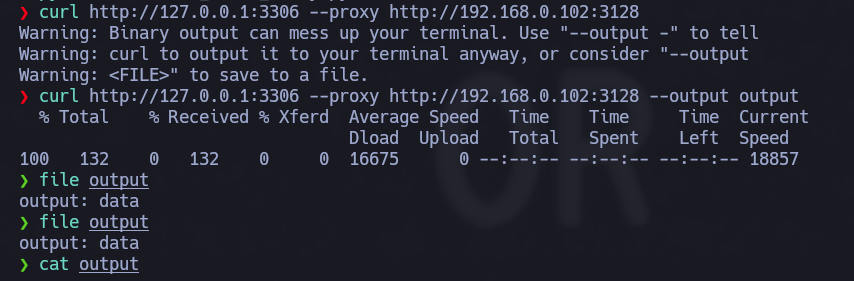 ❯ curl http://127.0.0.1:3306 --proxy http://192.168.0.102:3128
Warning: Binary output can mess up your terminal. Use "--output -" to tell
Warning: curl to output it to your terminal anyway, or consider "--output
Warning: <FILE>" to save to a file.
❯ curl http://127.0.0.1:3306 --proxy http://192.168.0.102:3128 --output output
  % Total    % Received % Xferd  Average Speed   Time    Time     Time  Current
                                 Dload  Upload   Total   Spent    Left  Speed
100   132    0   132    0     0  16675      0 --:--:-- --:--:-- --:--:-- 18857
❯ file output
output: data
❯ file output
output: data
❯ cat output
OR